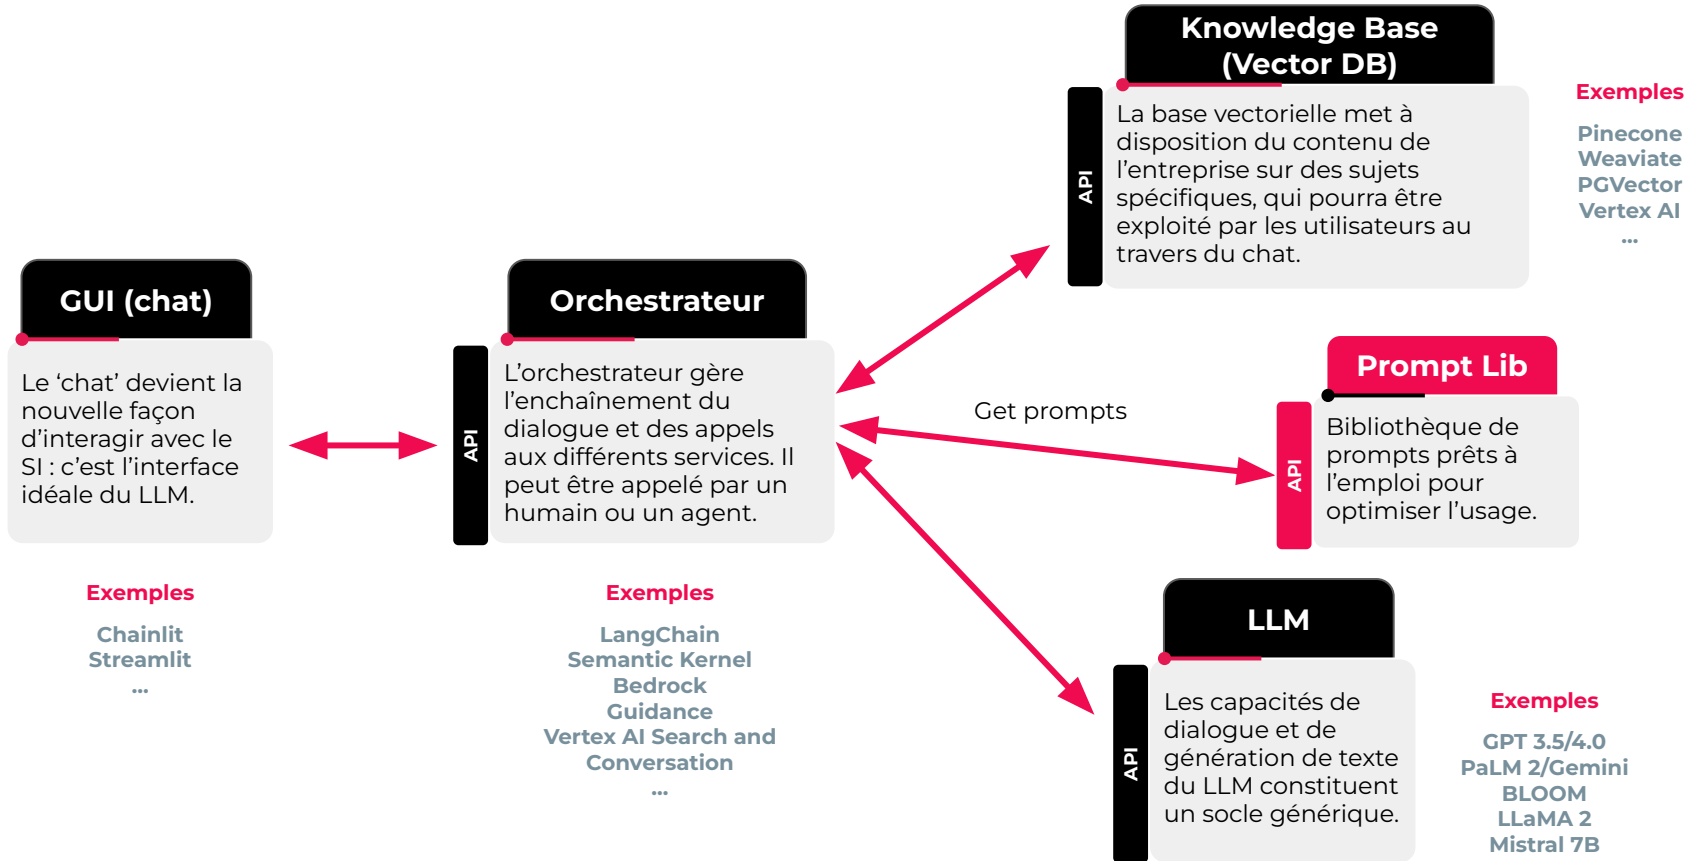 Knowledge Base
(Vector DB)
API
La base vectorielle met à
disposition du contenu de
l’entreprise sur des sujets
spécifiques, qui pourra être
exploité par les utilisateurs au
travers du chat.
Exemples
Pinecone
Weaviate
PGVector
Vertex AI
...
GUI (chat)
Le ‘chat’ devient la
nouvelle façon
d’interagir avec le
SI : c’est l’interface
idéale du LLM.
Exemples
Chainlit
Streamlit
...
Orchestrateur
API
L’orchestrateur gère
l’enchaînement du
dialogue et des appels
aux différents services. Il
peut être appelé par un
humain ou un agent.
Exemples
LangChain
Semantic Kernel
Bedrock
Guidance
Vertex AI Search and
Conversation
...
Get prompts
Prompt Lib
API
Bibliothèque de
prompts prêts à
l’emploi pour
optimiser l’usage.
LLM
API
Les capacités de
dialogue et de
génération de texte
du LLM constituent
un socle générique.
Exemples
GPT 3.5/4.0
PaLM 2/Gemini
BLOOM
LLaMA 2
Mistral 7B